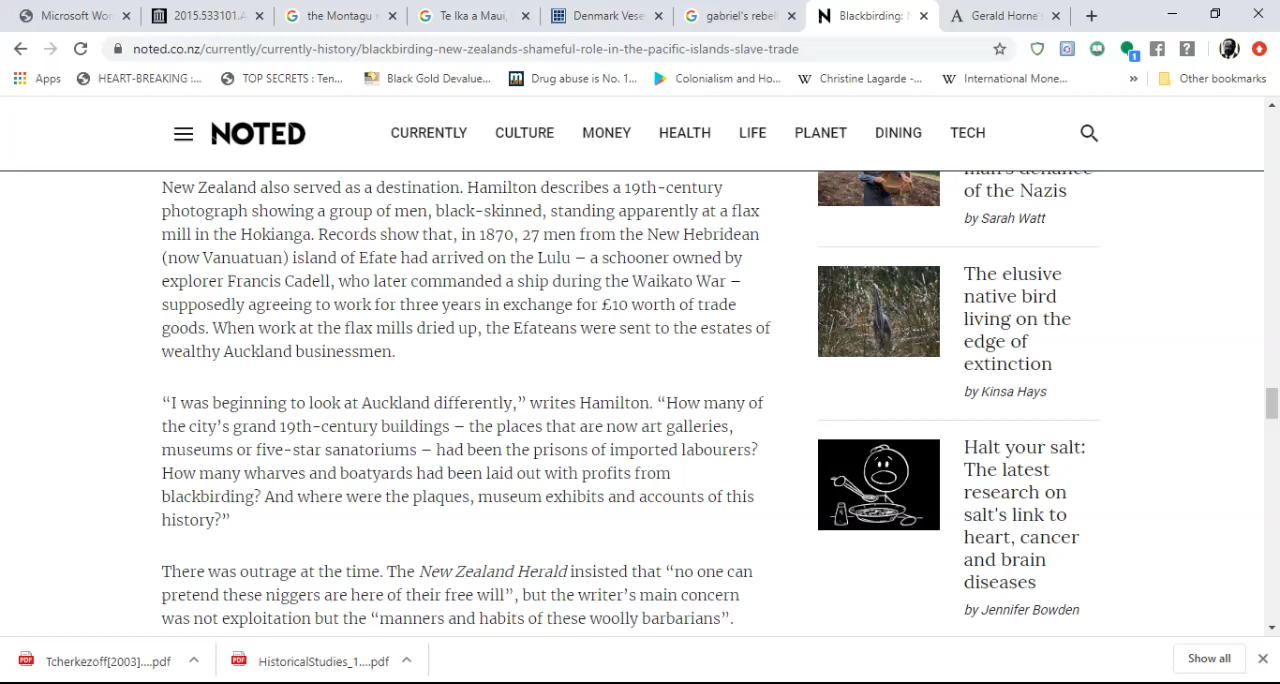 Microsoft Wor
2015.533101.A
the Montagu
Te Ika a Maui,
Denmark Vese
gabriel's rebel
Blackbirding: N
Gerald Horne's
noted.co.nz/currently/currently-history/blackbirding-new-zealands-shameful-role-in-the-pacific-islands-slave-trade
1
Apps
HEART-BREAKING :...
TOP SECRETS : Ten...
Black Gold Devalue...
Drug abuse is No. 1...
Colonialism and Ho...
Christine Lagarde -...
International Mone...
»
Other bookmarks
NOTED
CURRENTLY
CULTURE
MONEY
HEALTH
LIFE
PLANET
DINING
TECH
New Zealand also served as a destination. Hamilton describes a 19th-century
photograph showing a group of men, black-skinned, standing apparently at a flax
mill in the Hokianga. Records show that, in 1870, 27 men from the New Hebridean
(now Vanuatuan) island of Efate had arrived on the Lulu – a schooner owned by
explorer Francis Cadell, who later commanded a ship during the Waikato War –
supposedly agreeing to work for three years in exchange for £10 worth of trade
goods. When work at the flax mills dried up, the Efateans were sent to the estates of
wealthy Auckland businessmen.
“I was beginning to look at Auckland differently,” writes Hamilton. “How many of
the city’s grand 19th-century buildings – the places that are now art galleries,
museums or five-star sanatoriums – had been the prisons of imported labourers?
How many wharves and boatyards had been laid out with profits from
blackbirding? And where were the plaques, museum exhibits and accounts of this
history?”
There was outrage at the time. The New Zealand Herald insisted that “no one can
pretend these niggers are here of their free will”, but the writer’s main concern
was not exploitation but the “manners and habits of these woolly barbarians”.
man's defiance
of the Nazis
by Sarah Watt
The elusive
native bird
living on the
edge of
extinction
by Kinsa Hays
Halt your salt:
The latest
research on
salt's link to
heart, cancer
and brain
diseases
by Jennifer Bowden
PDF
Tcherkezoff[2003]....pdf
PDF
HistoricalStudies_1....pdf
Show all